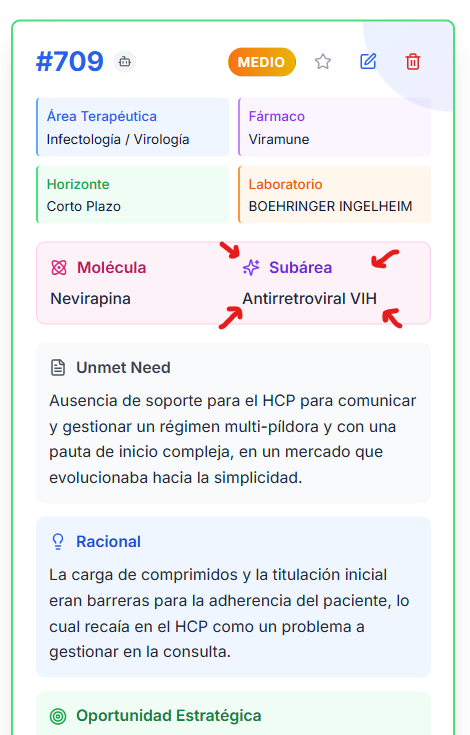 #709
MEDIO
Área Terapéutica
Infectología / Virología
Fármaco
Viramune
Horizonte
Corto Plazo
Laboratorio
BOEHRINGER INGELHEIM
Molécula
Nevirapina
Subárea
Antirretroviral VIH
Unmet Need
Ausencia de soporte para el HCP para comunicar
y gestionar un régimen multi-píldora y con una
pauta de inicio compleja, en un mercado que
evolucionaba hacia la simplicidad.
Racional
La carga de comprimidos y la titulación inicial
eran barreras para la adherencia del paciente, lo
cual recaía en el HCP como un problema a
gestionar en la consulta.
Oportunidad Estratégica